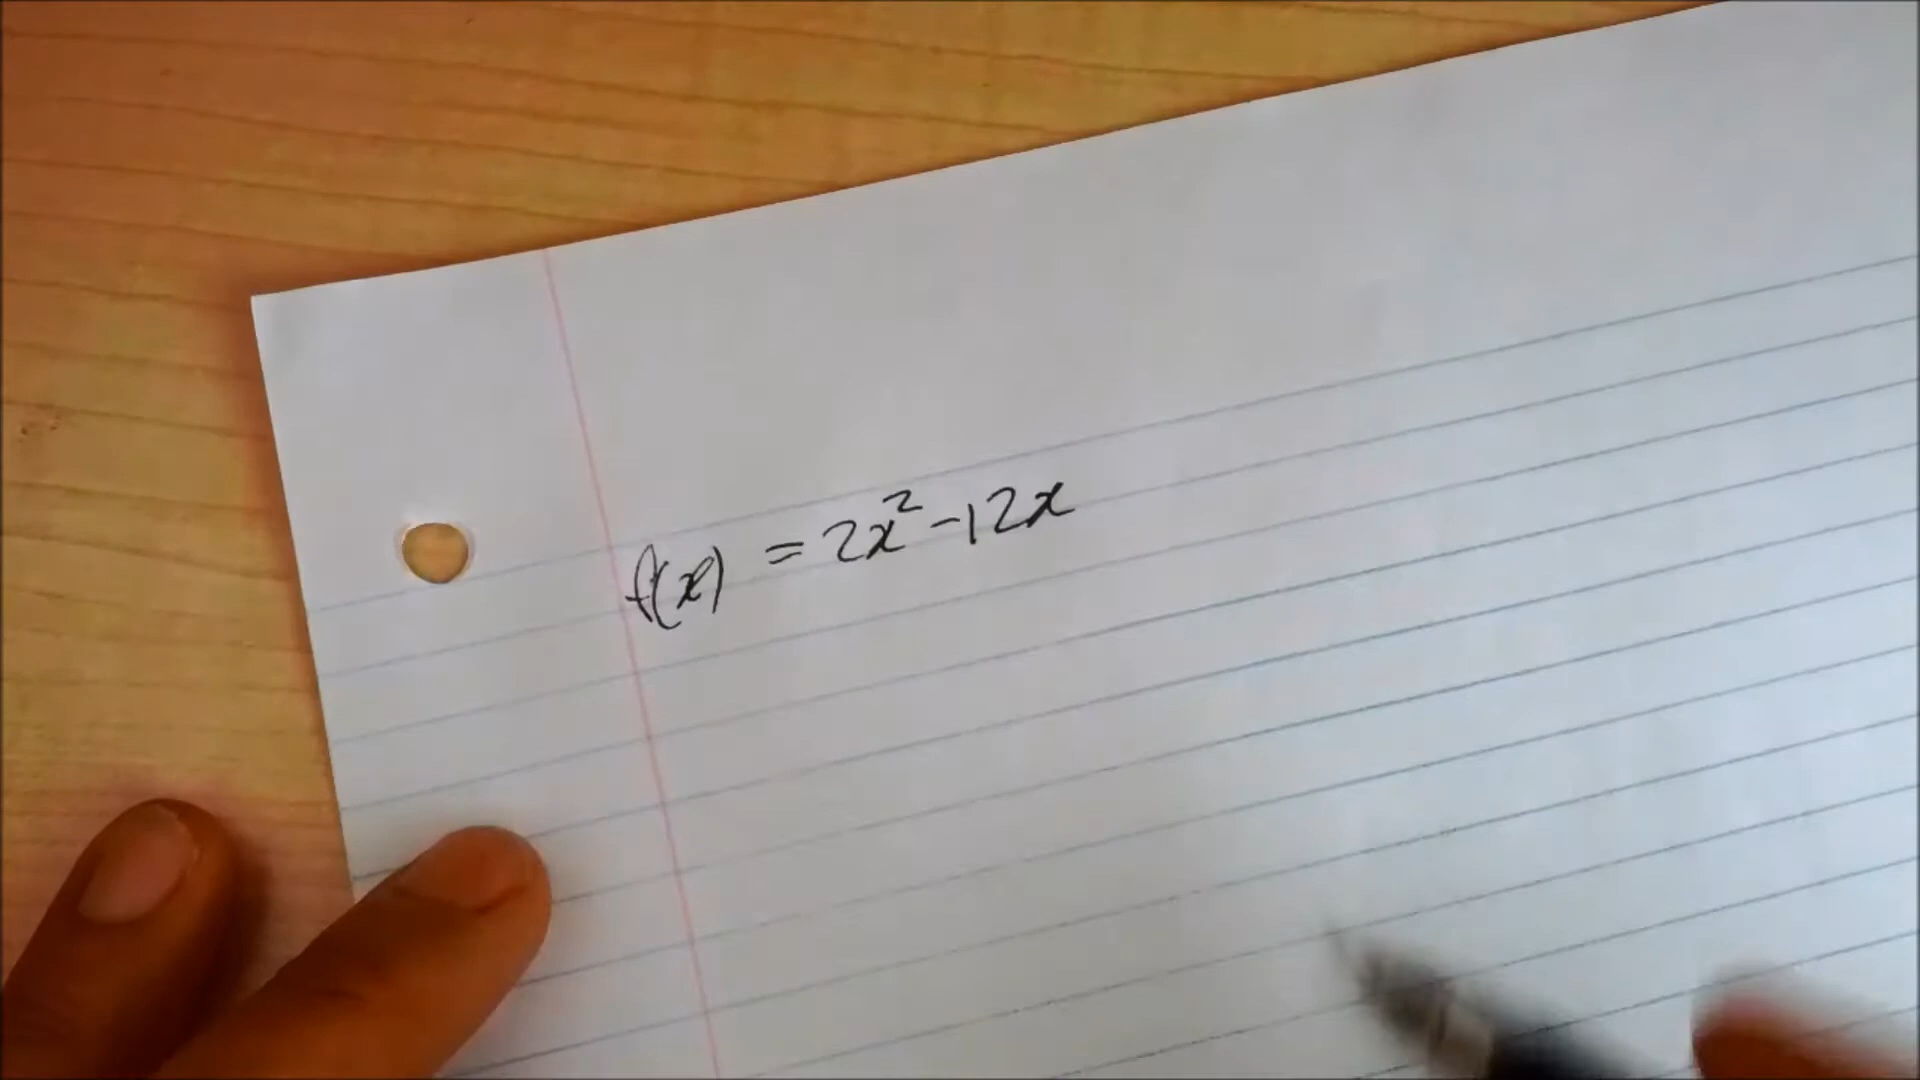 f(x) = 2x² - 12x